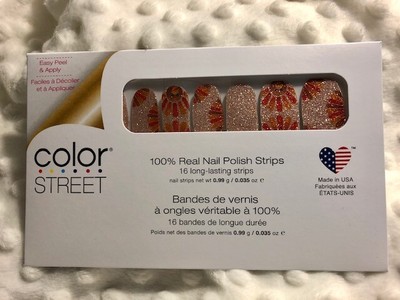 Easy Peel
& Apply
Faciles à Décoller
et à Appliquer
color®
STREET
100% Real Nail Polish Strips
16 long-lasting strips
nail strips net wt 0.99 g / 0.035 oz ℮
Bandes de vernis
à ongles véritable à 100%
16 bandes de longue durée
Poids net des bandes de vernis 0.99 g / 0.035 oz ℮
™
Made in USA
Fabriquées aux
ÉTATS-UNIS